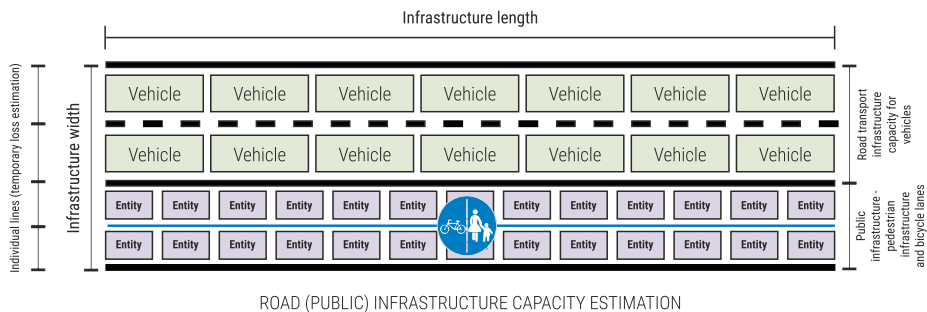 Infrastructure length
Individual lines (temporary loss estimation)
Infrastructure width
Vehicle Vehicle Vehicle Vehicle Vehicle Vehicle Vehicle
Vehicle Vehicle Vehicle Vehicle Vehicle Vehicle Vehicle
Entity Entity Entity Entity Entity Entity Entity Entity Entity Entity Entity Entity
Entity Entity Entity Entity Entity Entity Entity Entity Entity Entity Entity Entity
Road transport
infrastructure
capacity for
vehicles
Public
infrastructure -
pedestrian
infrastructure
and bicycle lanes
ROAD (PUBLIC) INFRASTRUCTURE CAPACITY ESTIMATION